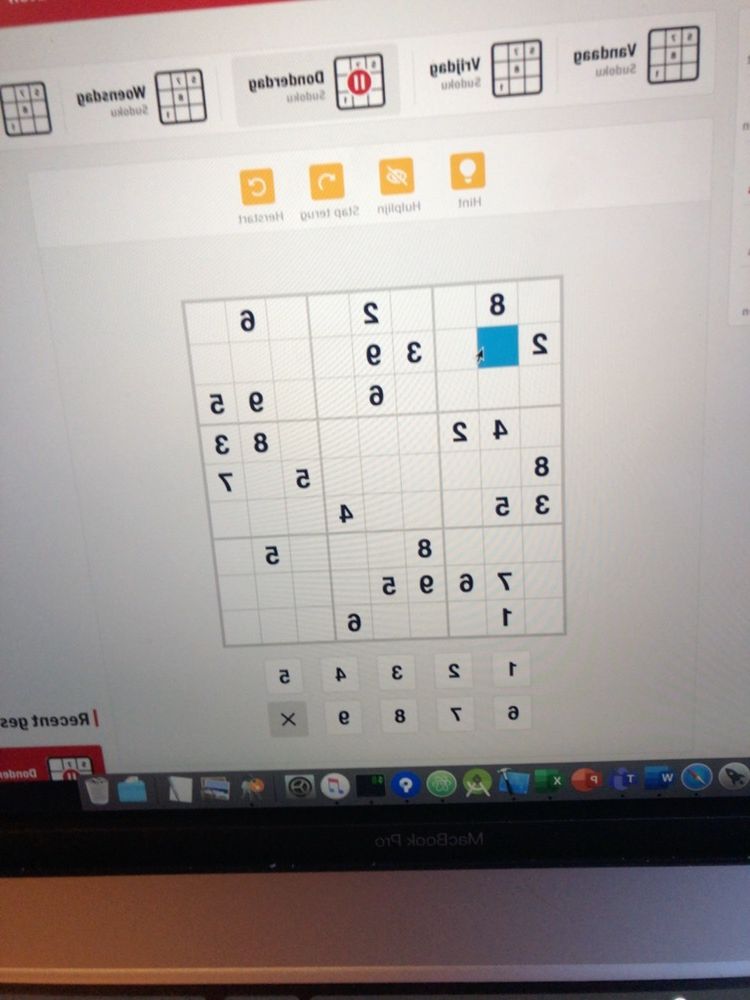 Vandaag Vrijdag Donderdag Woensdag
Sudoku Sudoku Sudoku Sudoku
Hint Hulplijn Stap terug Herstart
8 2 6
2 3 9
6 9 5
4 2 8 3
8 5 7
3 5 4
8 5
7 6 9 5
1 6
1 2 3 4 5
6 7 8 9 ×
Recent ges
MacBook Pro